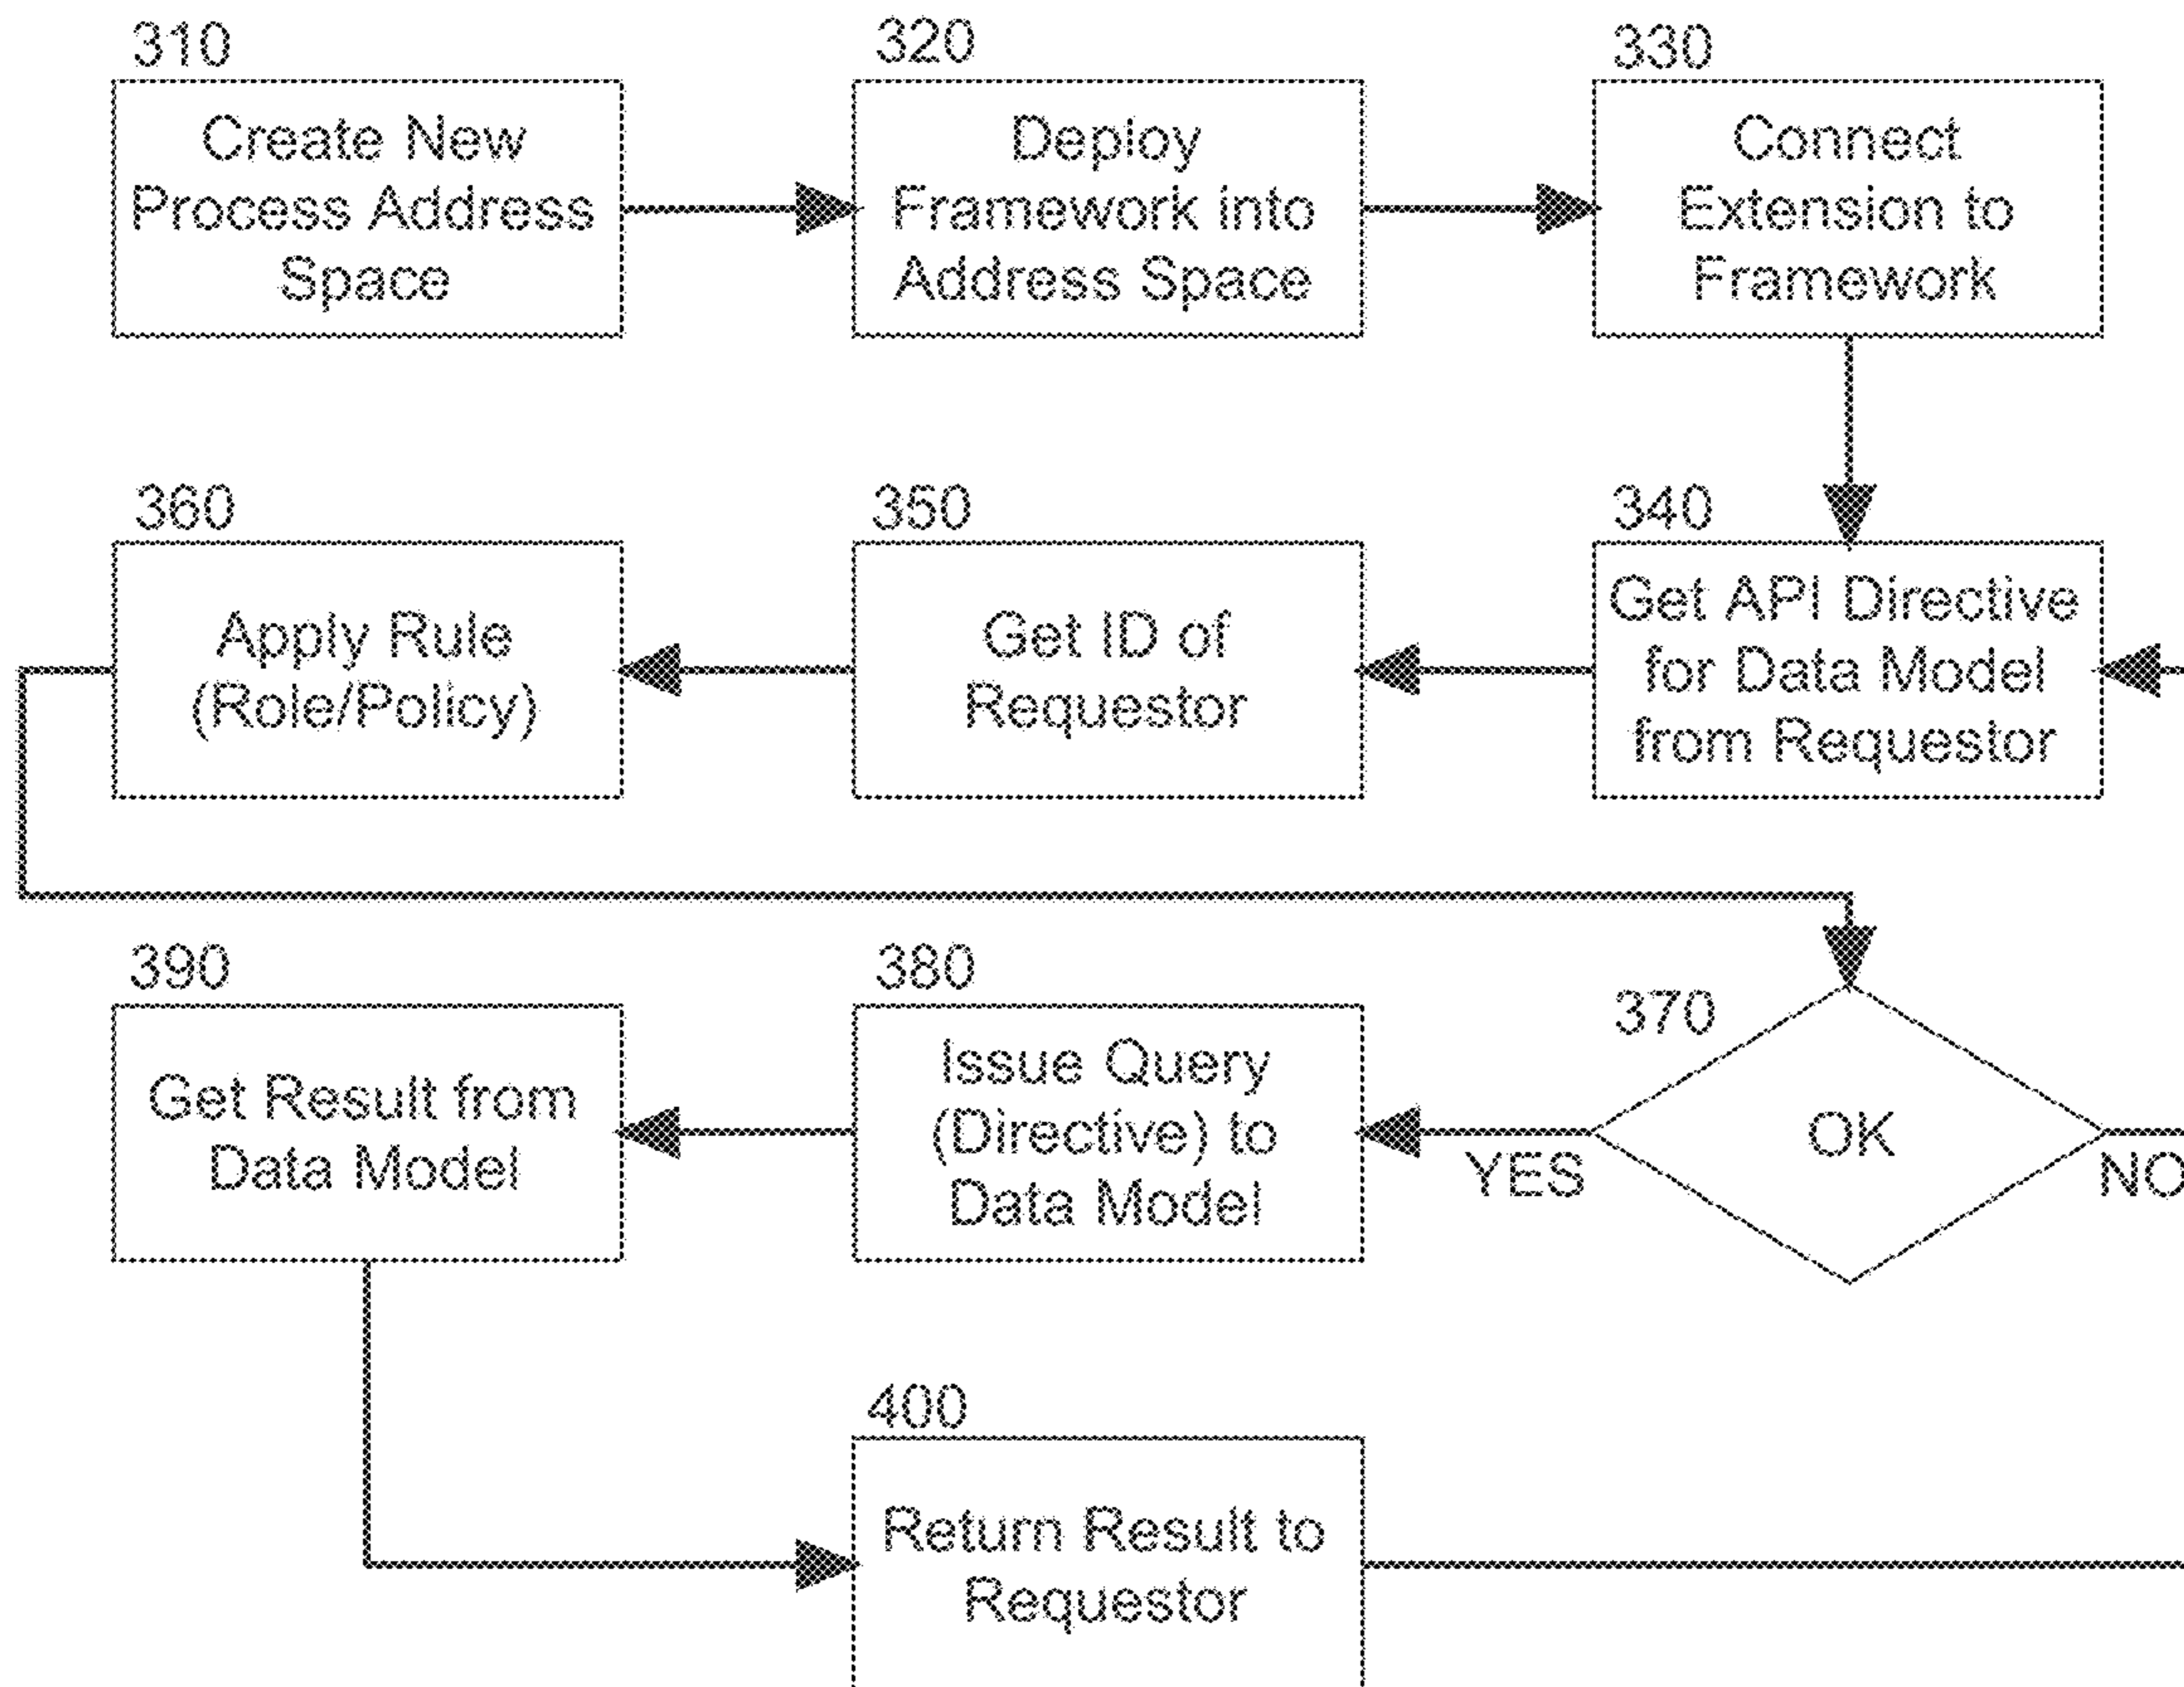 310
Create New
Process Address
Space
320
Deploy
Framework into
Address Space
330
Connect
Extension to
Framework
340
Get API Directive
for Data Model
from Requestor
350
Get ID of
Requestor
360
Apply Rule
(Role/Policy)
370
OK
YES
NO
380
Issue Query
(Directive) to
Data Model
390
Get Result from
Data Model
400
Return Result to
Requestor